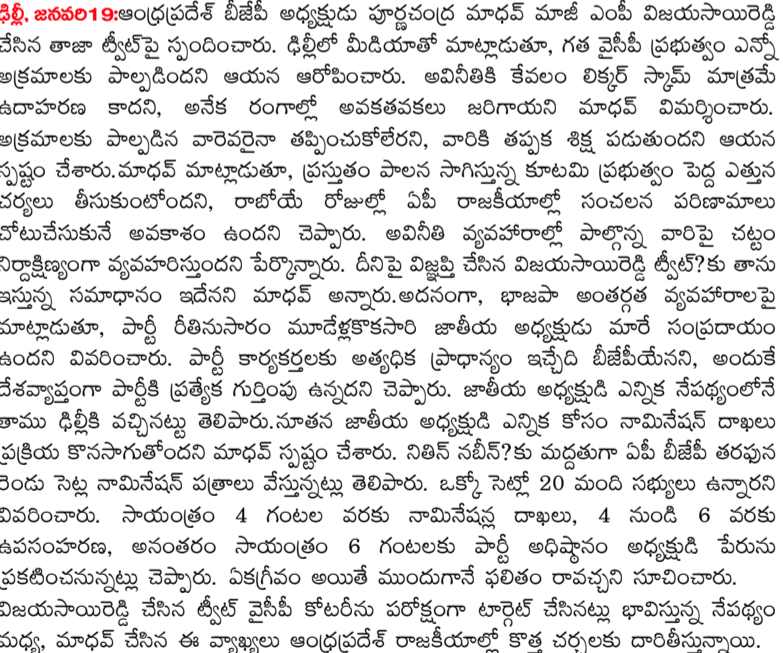 ఢిల్లీ, జనవరి19:ఆంధ్రప్రదేశ్ బీజేపీ అధ్యక్షుడు పూర్ణచంద్ర మాధవ్ మాజీ ఎంపీ విజయసాయిరెడ్డి
చేసిన తాజా ట్వీట్‌పై స్పందించారు. ఢిల్లీలో మీడియాతో మాట్లాడుతూ, గత వైసీపీ ప్రభుత్వం ఎన్నో
అక్రమాలకు పాల్పడిందని ఆయన ఆరోపించారు. అవినీతికి కేవలం లిక్కర్ స్కామ్ మాత్రమే
ఉదాహరణ కాదని, అనేక రంగాల్లో అవకతవకలు జరిగాయని మాధవ్ విమర్శించారు.
అక్రమాలకు పాల్పడిన వారెవరైనా తప్పించుకోలేరని, వారికి తప్పక శిక్ష పడుతుందని ఆయన
స్పష్టం చేశారు.మాధవ్ మాట్లాడుతూ, ప్రస్తుతం పాలన సాగిస్తున్న కూటమి ప్రభుత్వం పెద్ద ఎత్తున
చర్యలు తీసుకుంటోందని, రాబోయే రోజుల్లో ఏపీ రాజకీయాల్లో సంచలన పరిణామాలు
చోటుచేసుకునే అవకాశం ఉందని చెప్పారు. అవినీతి వ్యవహారాల్లో పాల్గొన్న వారిపై చట్టం
నిర్దాక్షిణ్యంగా వ్యవహరిస్తుందని పేర్కొన్నారు. దీనిపై విజ్ఞప్తి చేసిన విజయసాయిరెడ్డి ట్వీట్?కు తాను
ఇస్తున్న సమాధానం ఇదేనని మాధవ్ అన్నారు.అదనంగా, భాజపా అంతర్గత వ్యవహారాలపై
మాట్లాడుతూ, పార్టీ రీతినుసారం మూడేళ్లకొకసారి జాతీయ అధ్యక్షుడు మారే సంప్రదాయం
ఉందని వివరించారు. పార్టీ కార్యకర్తలకు అత్యధిక ప్రాధాన్యం ఇచ్చేది బీజేపీయేనని, అందుకే
దేశవ్యాప్తంగా పార్టీకి ప్రత్యేక గుర్తింపు ఉన్నదని చెప్పారు. జాతీయ అధ్యక్షుడి ఎన్నిక నేపథ్యంలోనే
తాము ఢిల్లీకి వచ్చినట్టు తెలిపారు.నూతన జాతీయ అధ్యక్షుడి ఎన్నిక కోసం నామినేషన్ దాఖలు
ప్రక్రియ కొనసాగుతోందని మాధవ్ స్పష్టం చేశారు. నితిన్ నబీన్?కు మద్దతుగా ఏపీ బీజేపీ తరఫున
రెండు సెట్ల నామినేషన్ పత్రాలు వేస్తున్నట్లు తెలిపారు. ఒక్కో సెట్లో 20 మంది సభ్యులు ఉన్నారని
వివరించారు. సాయంత్రం 4 గంటల వరకు నామినేషన్ల దాఖలు, 4 నుండి 6 వరకు
ఉపసంహరణ, అనంతరం సాయంత్రం 6 గంటలకు పార్టీ అధిష్ఠానం అధ్యక్షుడి పేరును
ప్రకటించనున్నట్లు చెప్పారు. ఏకగ్రీవం అయితే ముందుగానే ఫలితం రావచ్చని సూచించారు.
విజయసాయిరెడ్డి చేసిన ట్వీట్ వైసీపీ కోటరీను పరోక్షంగా టార్గెట్ చేసినట్లు భావిస్తున్న నేపథ్యం
మధ్య, మాధవ్ చేసిన ఈ వ్యాఖ్యలు ఆంధ్రప్రదేశ్ రాజకీయాల్లో కొత్త చర్చలకు దారితీస్తున్నాయి.